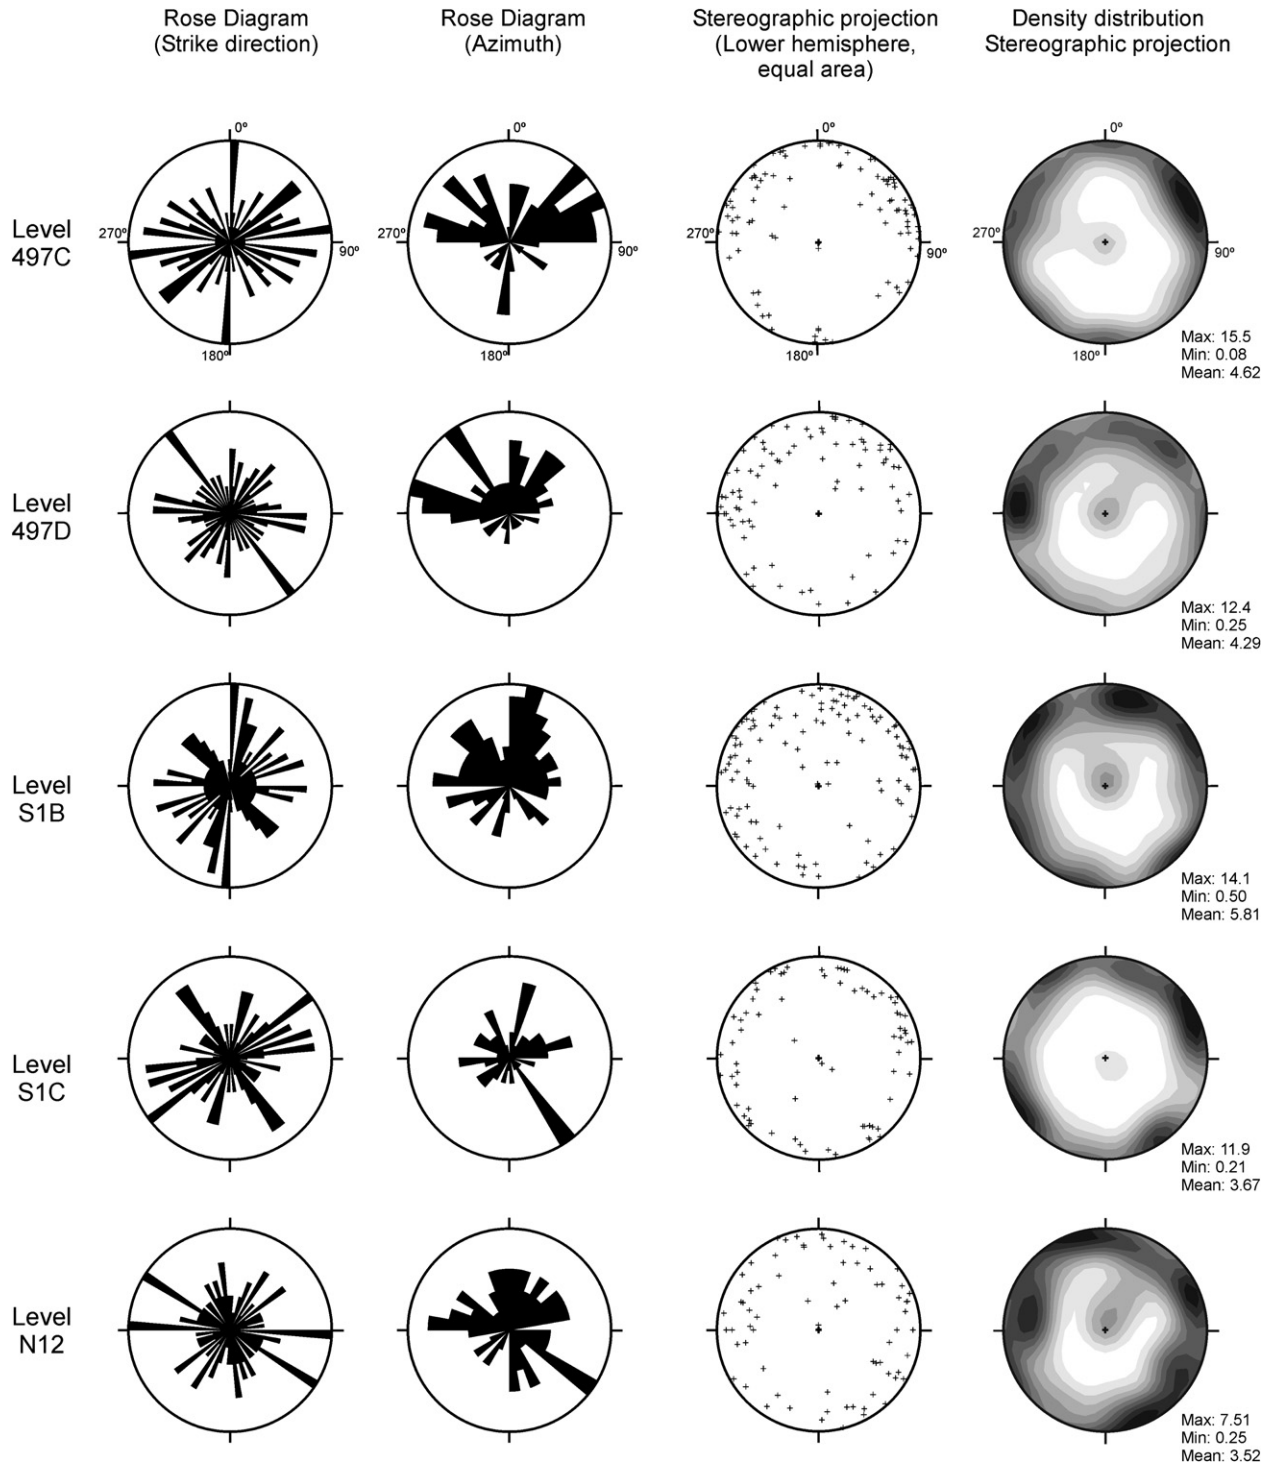 Rose Diagram
(Strike direction)
Rose Diagram
(Azimuth)
Stereographic projection
(Lower hemisphere,
equal area)
Density distribution
Stereographic projection
Level
497C
0º
270º
90º
180º
0º
270º
90º
180º
0º
270º
90º
180º
0º
270º
90º
180º
Max: 15.5
Min: 0.08
Mean: 4.62
Level
497D
Max: 12.4
Min: 0.25
Mean: 4.29
Level
S1B
Max: 14.1
Min: 0.50
Mean: 5.81
Level
S1C
Max: 11.9
Min: 0.21
Mean: 3.67
Level
N12
Max: 7.51
Min: 0.25
Mean: 3.52